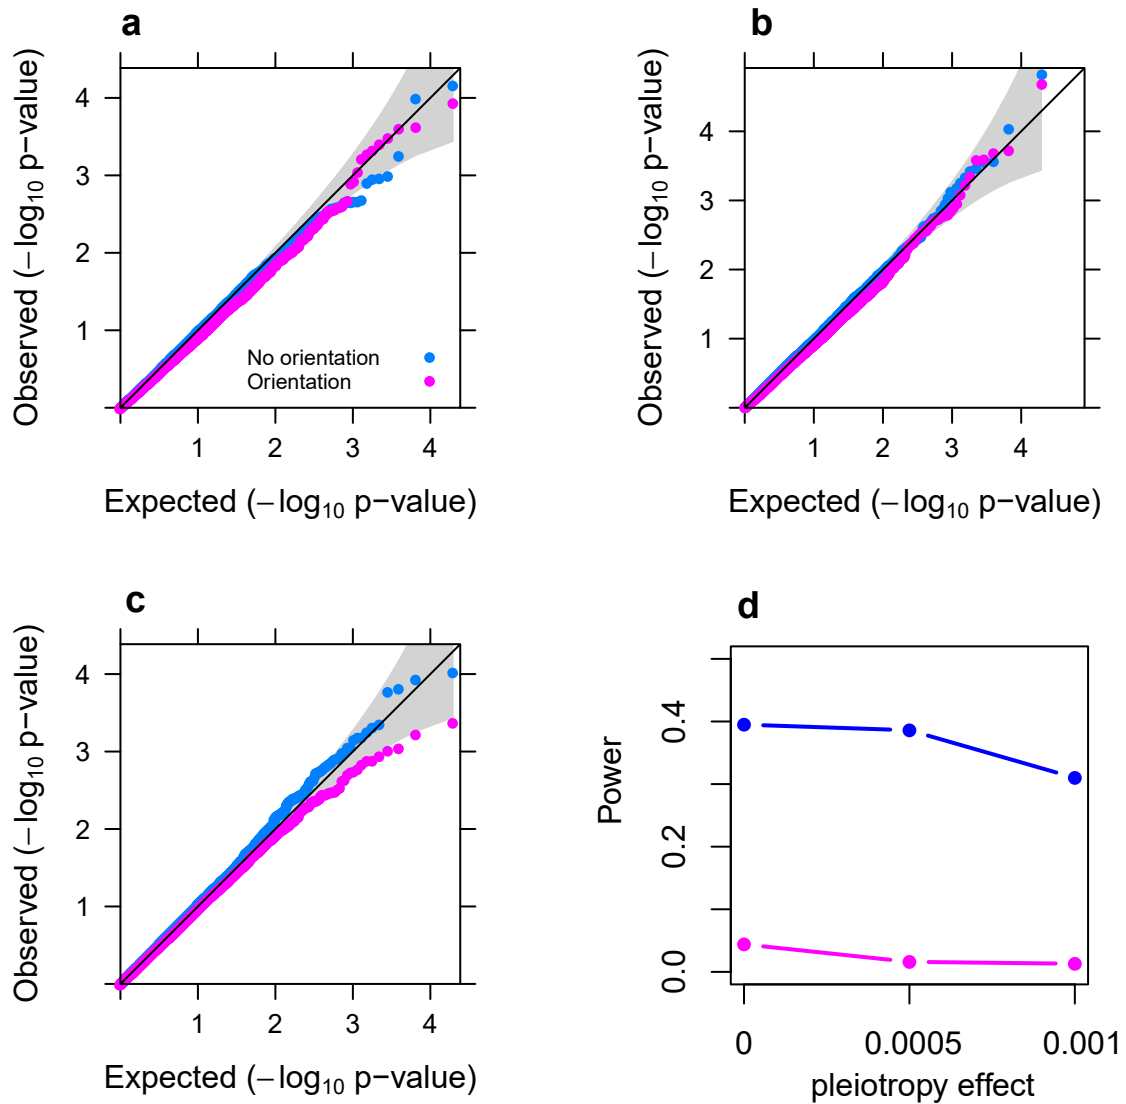 a
Observed (−log10 p−value)
4
3
2
1
No orientation
Orientation
1 2 3 4
Expected (−log10 p−value)
b
Observed (−log10 p−value)
4
3
2
1
1 2 3 4
Expected (−log10 p−value)
c
Observed (−log10 p−value)
4
3
2
1
1 2 3 4
Expected (−log10 p−value)
d
Power
0.4
0.2
0.0
0 0.0005 0.001
pleiotropy effect